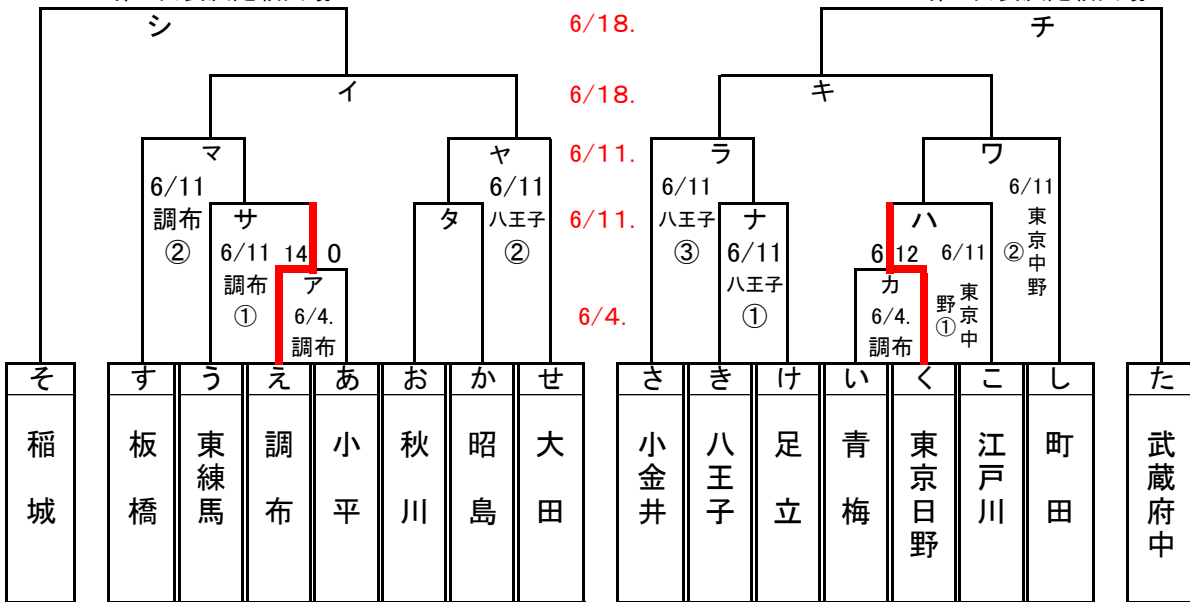 シ 6/18. チ
イ 6/18. キ
マ ヤ 6/11. ラ ワ
6/11 6/11 6/11 6/11
調布 サ タ 八王子 6/11. 八王子 ナ ハ 東京中野
② 6/11 14 0 ② ③ 6/11 6 12 6/11 ②
調布 ア 八王子 カ 東京中野
① 6/4. 6/4. ① 6/4. ①
調布 調布
そ す う え あ お か せ さ き け い く こ し た
稲城 板橋 東練馬 調布 小平 秋川 昭島 大田 小金井 八王子 足立 青梅 東京日野 江戸川 町田 武蔵府中